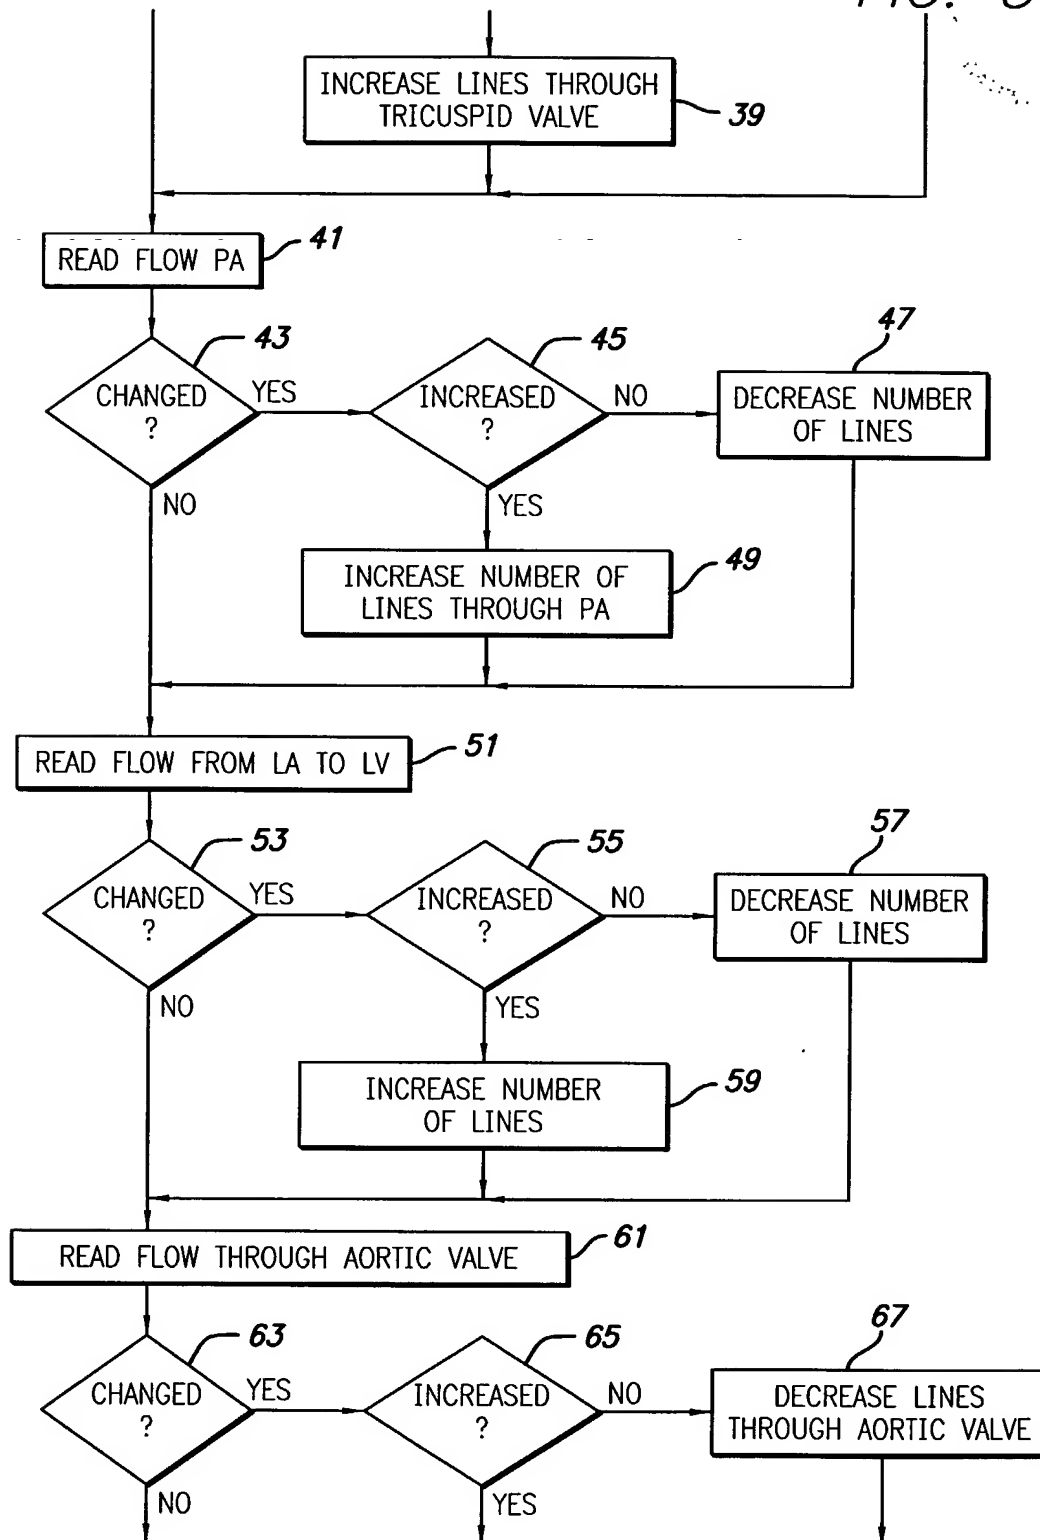 FIG.
INCREASE LINES THROUGH
TRICUSPID VALVE
39
READ FLOW PA
41
CHANGED
?
43
YES
INCREASED
?
45
NO
DECREASE NUMBER
OF LINES
47
NO
YES
INCREASE NUMBER OF
LINES THROUGH PA
49
READ FLOW FROM LA TO LV
51
CHANGED
?
53
YES
INCREASED
?
55
NO
DECREASE NUMBER
OF LINES
57
NO
YES
INCREASE NUMBER
OF LINES
59
READ FLOW THROUGH AORTIC VALVE
61
CHANGED
?
63
YES
INCREASED
?
65
NO
DECREASE LINES
THROUGH AORTIC VALVE
67
NO
YES